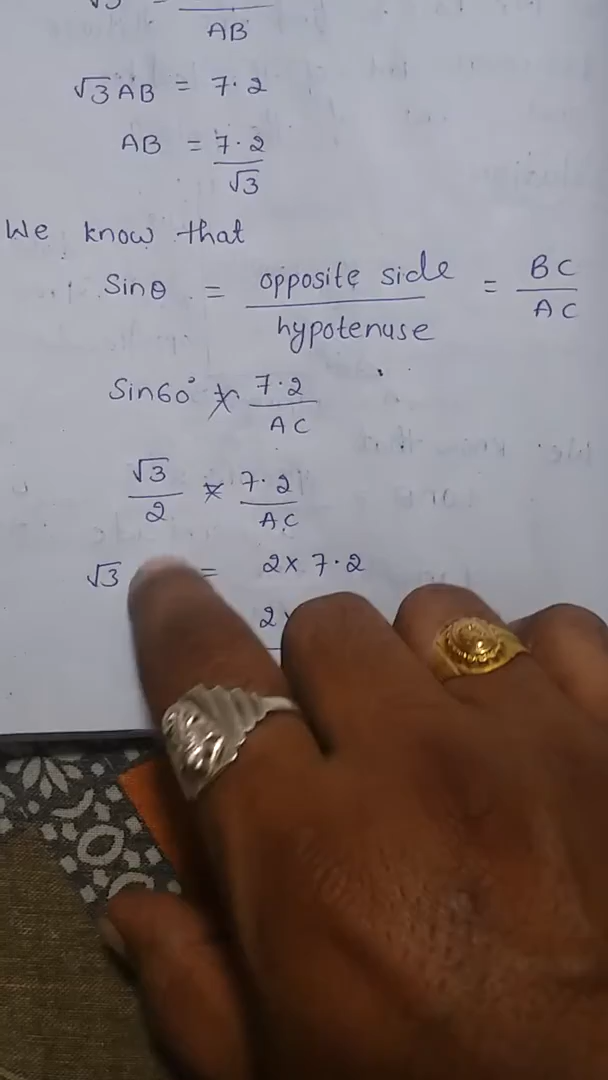 √3 =
AB
√3 AB = 7.2
AB = 7.2
√3
We know that
Sinθ = opposite side / hypotenuse = BC / AC
Sin60° × 7.2 / AC
√3 / 2 × 7.2 / AC
√3 = 2 × 7.2
2